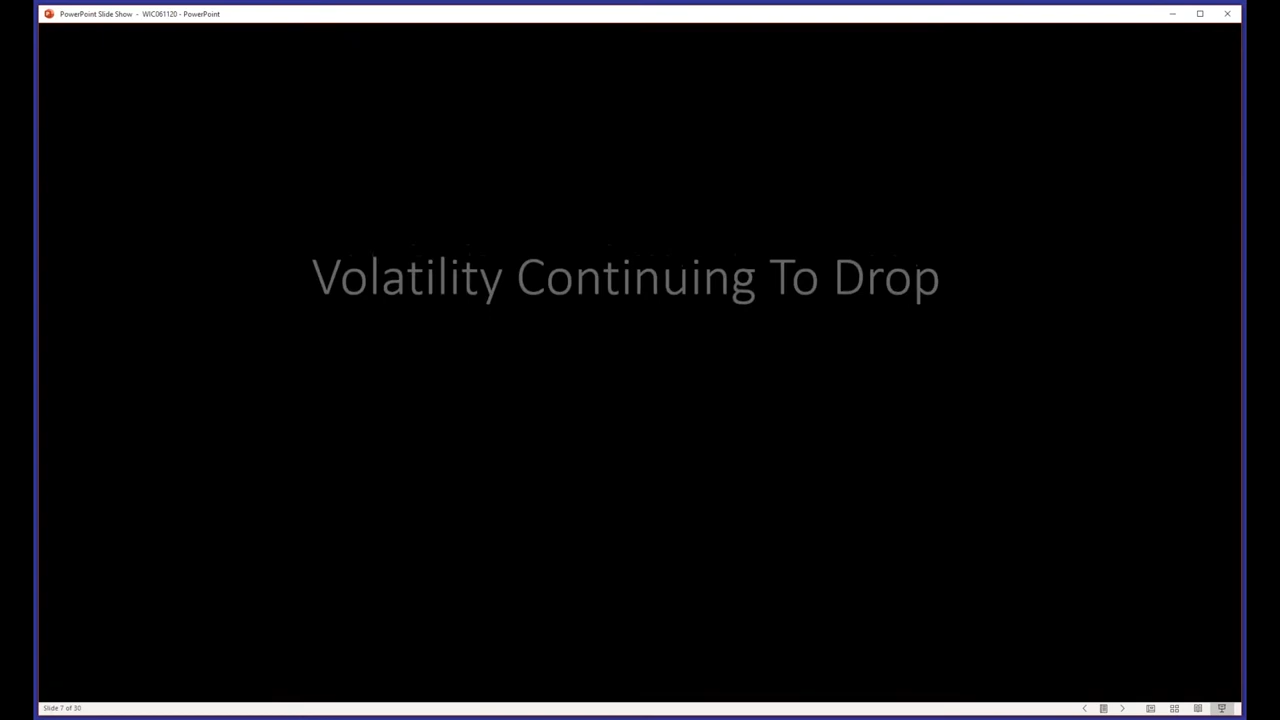 PowerPoint Slide Show - WIC061120 - PowerPoint
Volatility Continuing To Drop
Slide 7 of 30